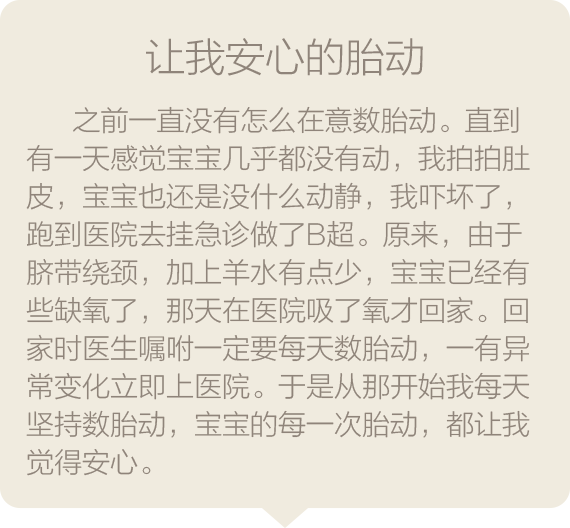 让我安心的胎动
之前一直没有怎么在意数胎动。直到
有一天感觉宝宝几乎都没有动，我拍拍肚
皮，宝宝也还是没什么动静，我吓坏了，
跑到医院去挂急诊做了B超。原来，由于
脐带绕颈，加上羊水有点少，宝宝已经有
些缺氧了，那天在医院吸了氧才回家。回
家时医生嘱咐一定要每天数胎动，一有异
常变化立即上医院。于是从那开始我每天
坚持数胎动，宝宝的每一次胎动，都让我
觉得安心。